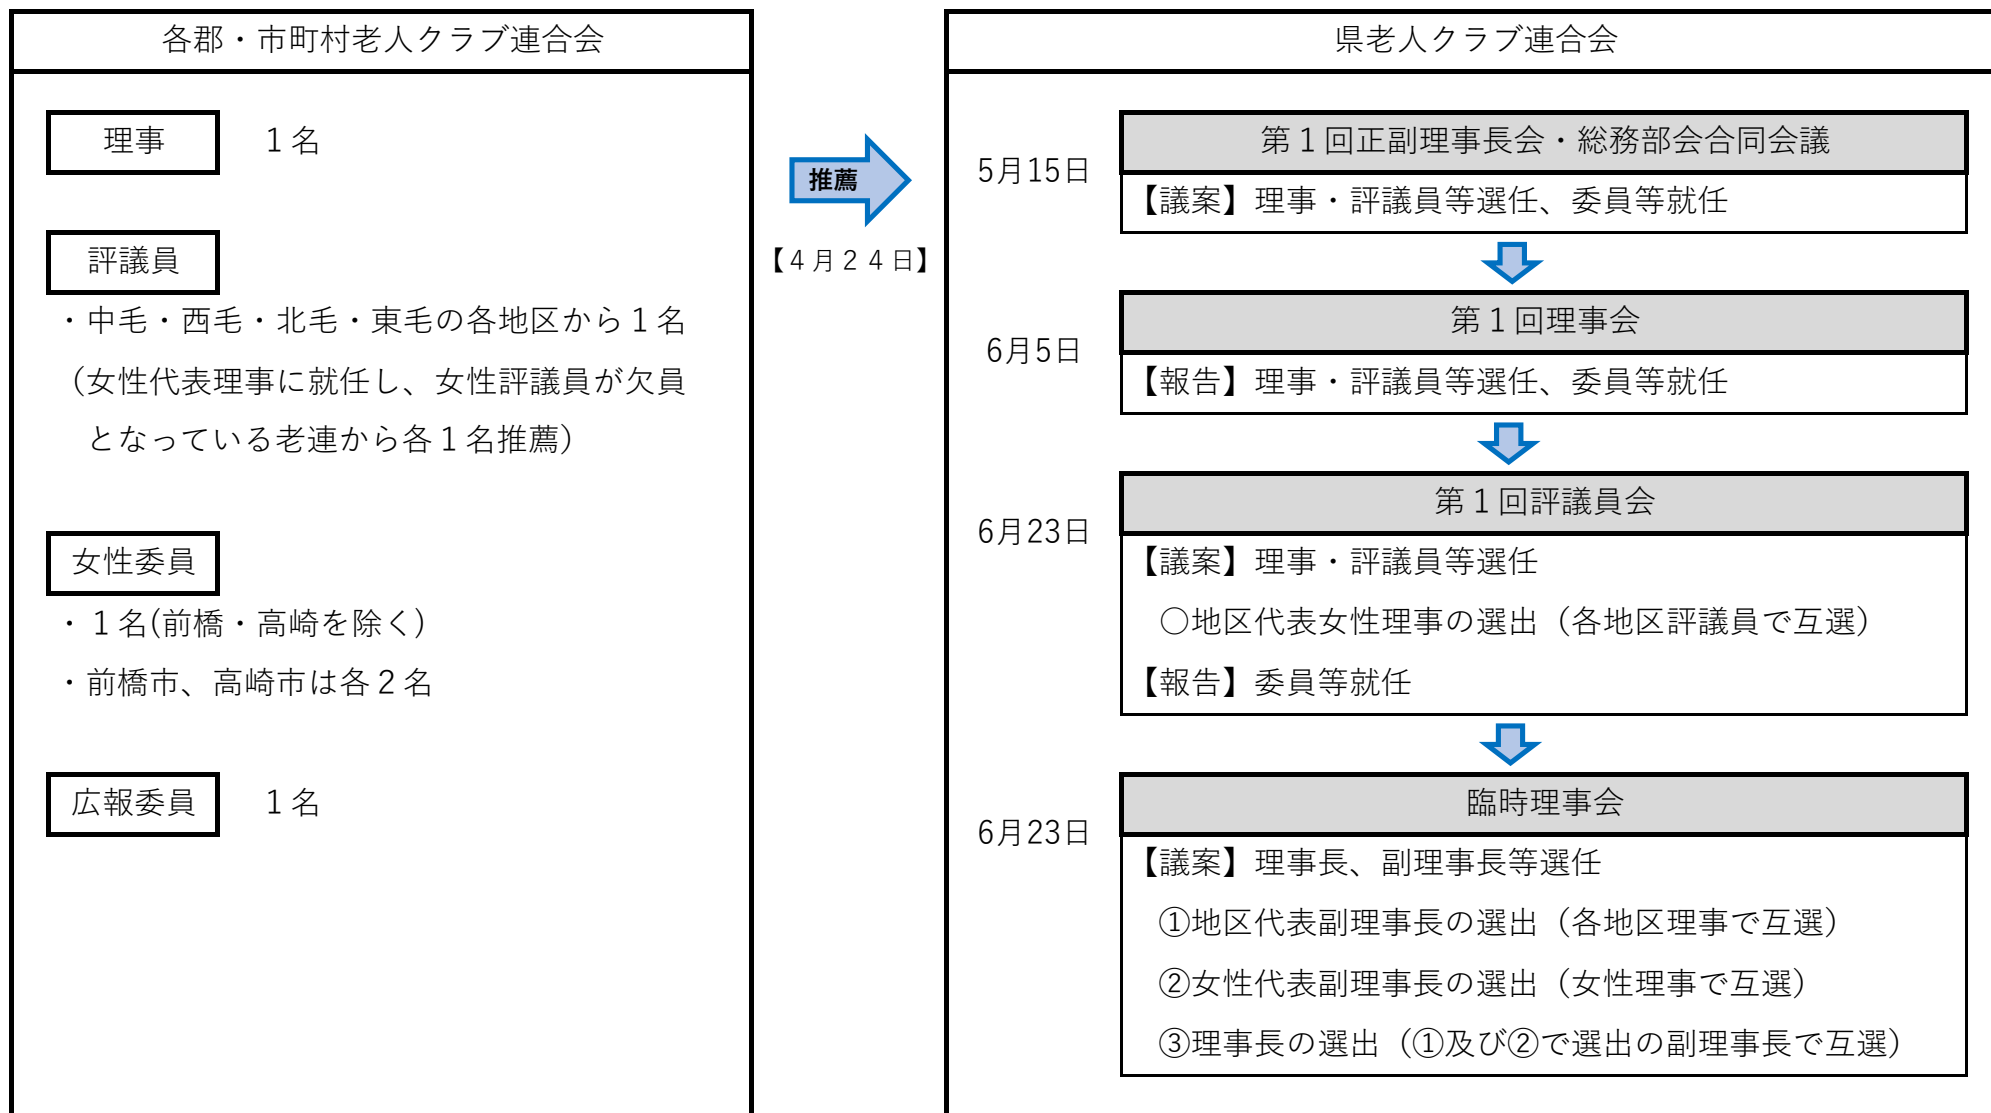 各郡・市町村老人クラブ連合会
理事
１名
評議員
・中毛・西毛・北毛・東毛の各地区から１名
（女性代表理事に就任し、女性評議員が欠員
となっている老連から各１名推薦）
女性委員
・１名(前橋・高崎を除く)
・前橋市、高崎市は各２名
広報委員
１名
推薦
【４月２４日】
県老人クラブ連合会
5月15日
第１回正副理事長会・総務部会合同会議
【議案】理事・評議員等選任、委員等就任
6月5日
第１回理事会
【報告】理事・評議員等選任、委員等就任
6月23日
第１回評議員会
【議案】理事・評議員等選任
○地区代表女性理事の選出（各地区評議員で互選）
【報告】委員等就任
6月23日
臨時理事会
【議案】理事長、副理事長等選任
①地区代表副理事長の選出（各地区理事で互選）
②女性代表副理事長の選出（女性理事で互選）
③理事長の選出（①及び②で選出の副理事長で互選）